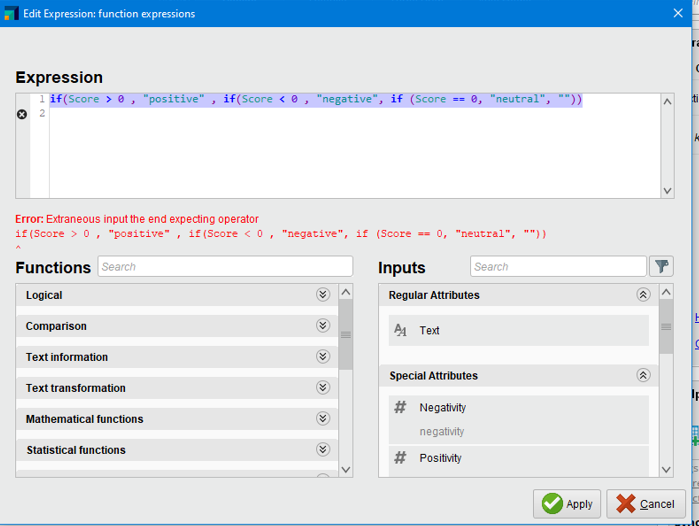 Edit Expression: function expressions
Expression
1 if(Score > 0 , "positive" , if(Score < 0 , "negative", if (Score == 0, "neutral", ""))
2
Error: Extraneous input the end expecting operator
if(Score > 0 , "positive" , if(Score < 0 , "negative", if (Score == 0, "neutral", ""))
^
Functions Search
Inputs Search
Logical
Comparison
Text information
Text transformation
Mathematical functions
Statistical functions
Regular Attributes
Text
Special Attributes
# Negativity
negativity
# Positivity
Apply
Cancel